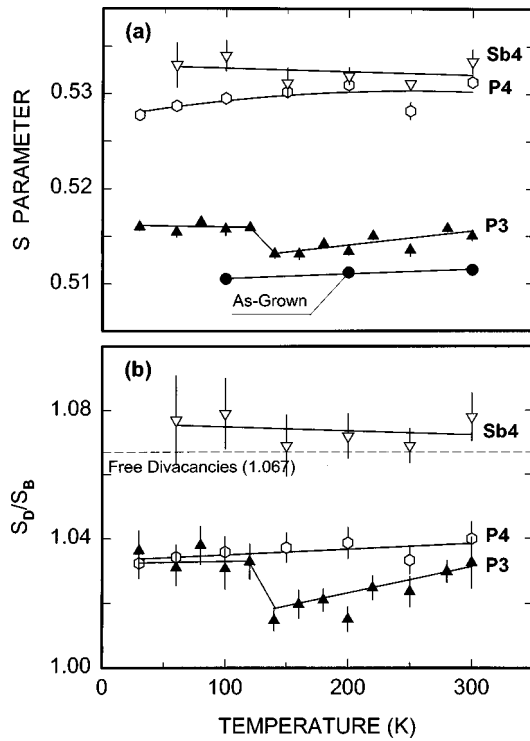 (a)
Sb4
P4
P3
As-Grown
0.53
0.52
0.51
S PARAMETER
(b)
Sb4
Free Divacancies (1.067)
P4
P3
1.08
1.04
1.00
S_D/S_B
0 100 200 300
TEMPERATURE (K)